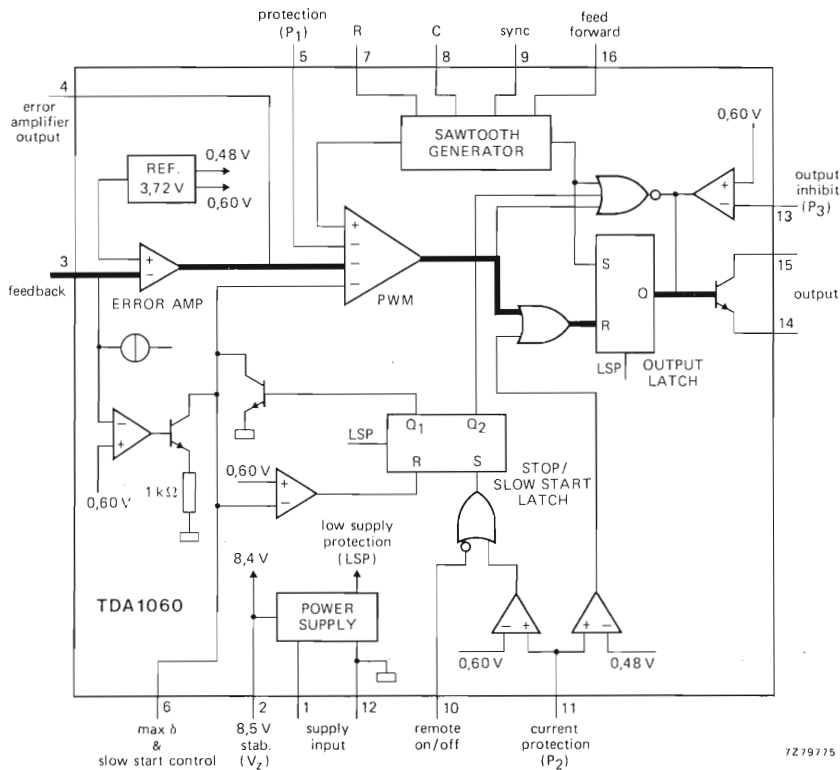 protection
(P1)
R
C
sync
feed
forward
5
7
8
9
16
4
error
amplifier
output
SAWTOOTH
GENERATOR
0,60 V
REF.
3,72 V
0,48 V
0,60 V
output
inhibit
(P3)
13
+
−
+
−
−
−
+
−
3
feedback
ERROR AMP
PWM
S
Q
R
15
output
14
LSP
OUTPUT
LATCH
−
+
0,60 V
1 kΩ
LSP
Q1
Q2
R
S
STOP/
SLOW START
LATCH
0,60 V
+
−
low supply
protection
(LSP)
8,4 V
TDA1060
POWER
SUPPLY
−
+
+
−
0,60 V
0,48 V
6
2
1
12
10
11
max δ
&
slow start control
8,5 V
stab.
(Vz)
supply
input
remote
on/off
current
protection
(P2)
7Z79775